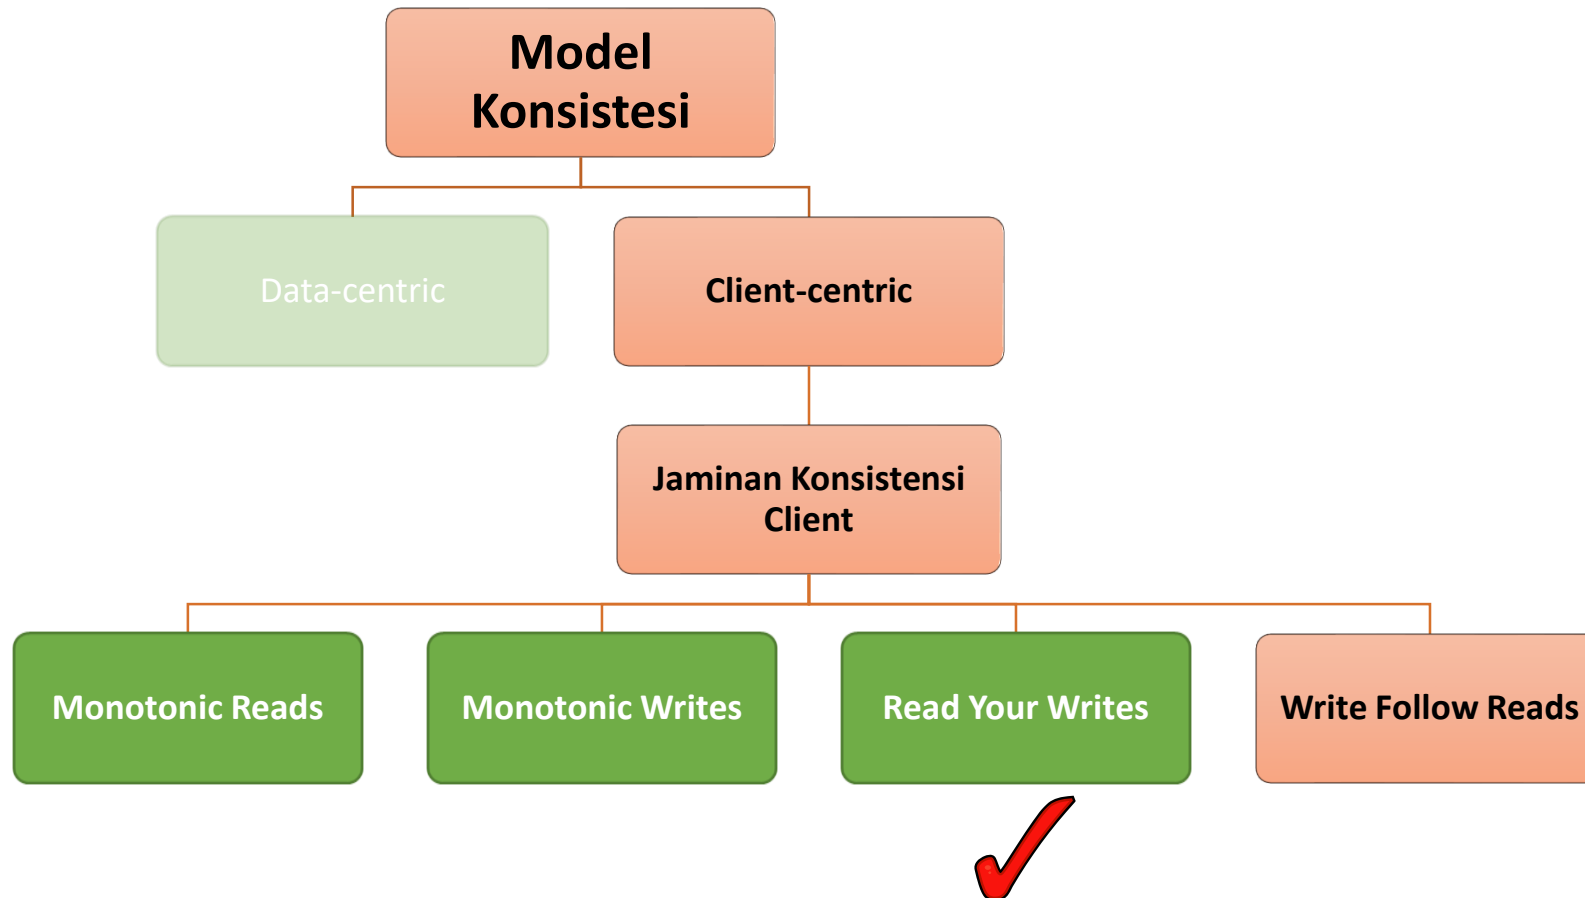 Model
Konsistesi
Data-centric
Client-centric
Jaminan Konsistensi
Client
Monotonic Reads
Monotonic Writes
Read Your Writes
Write Follow Reads